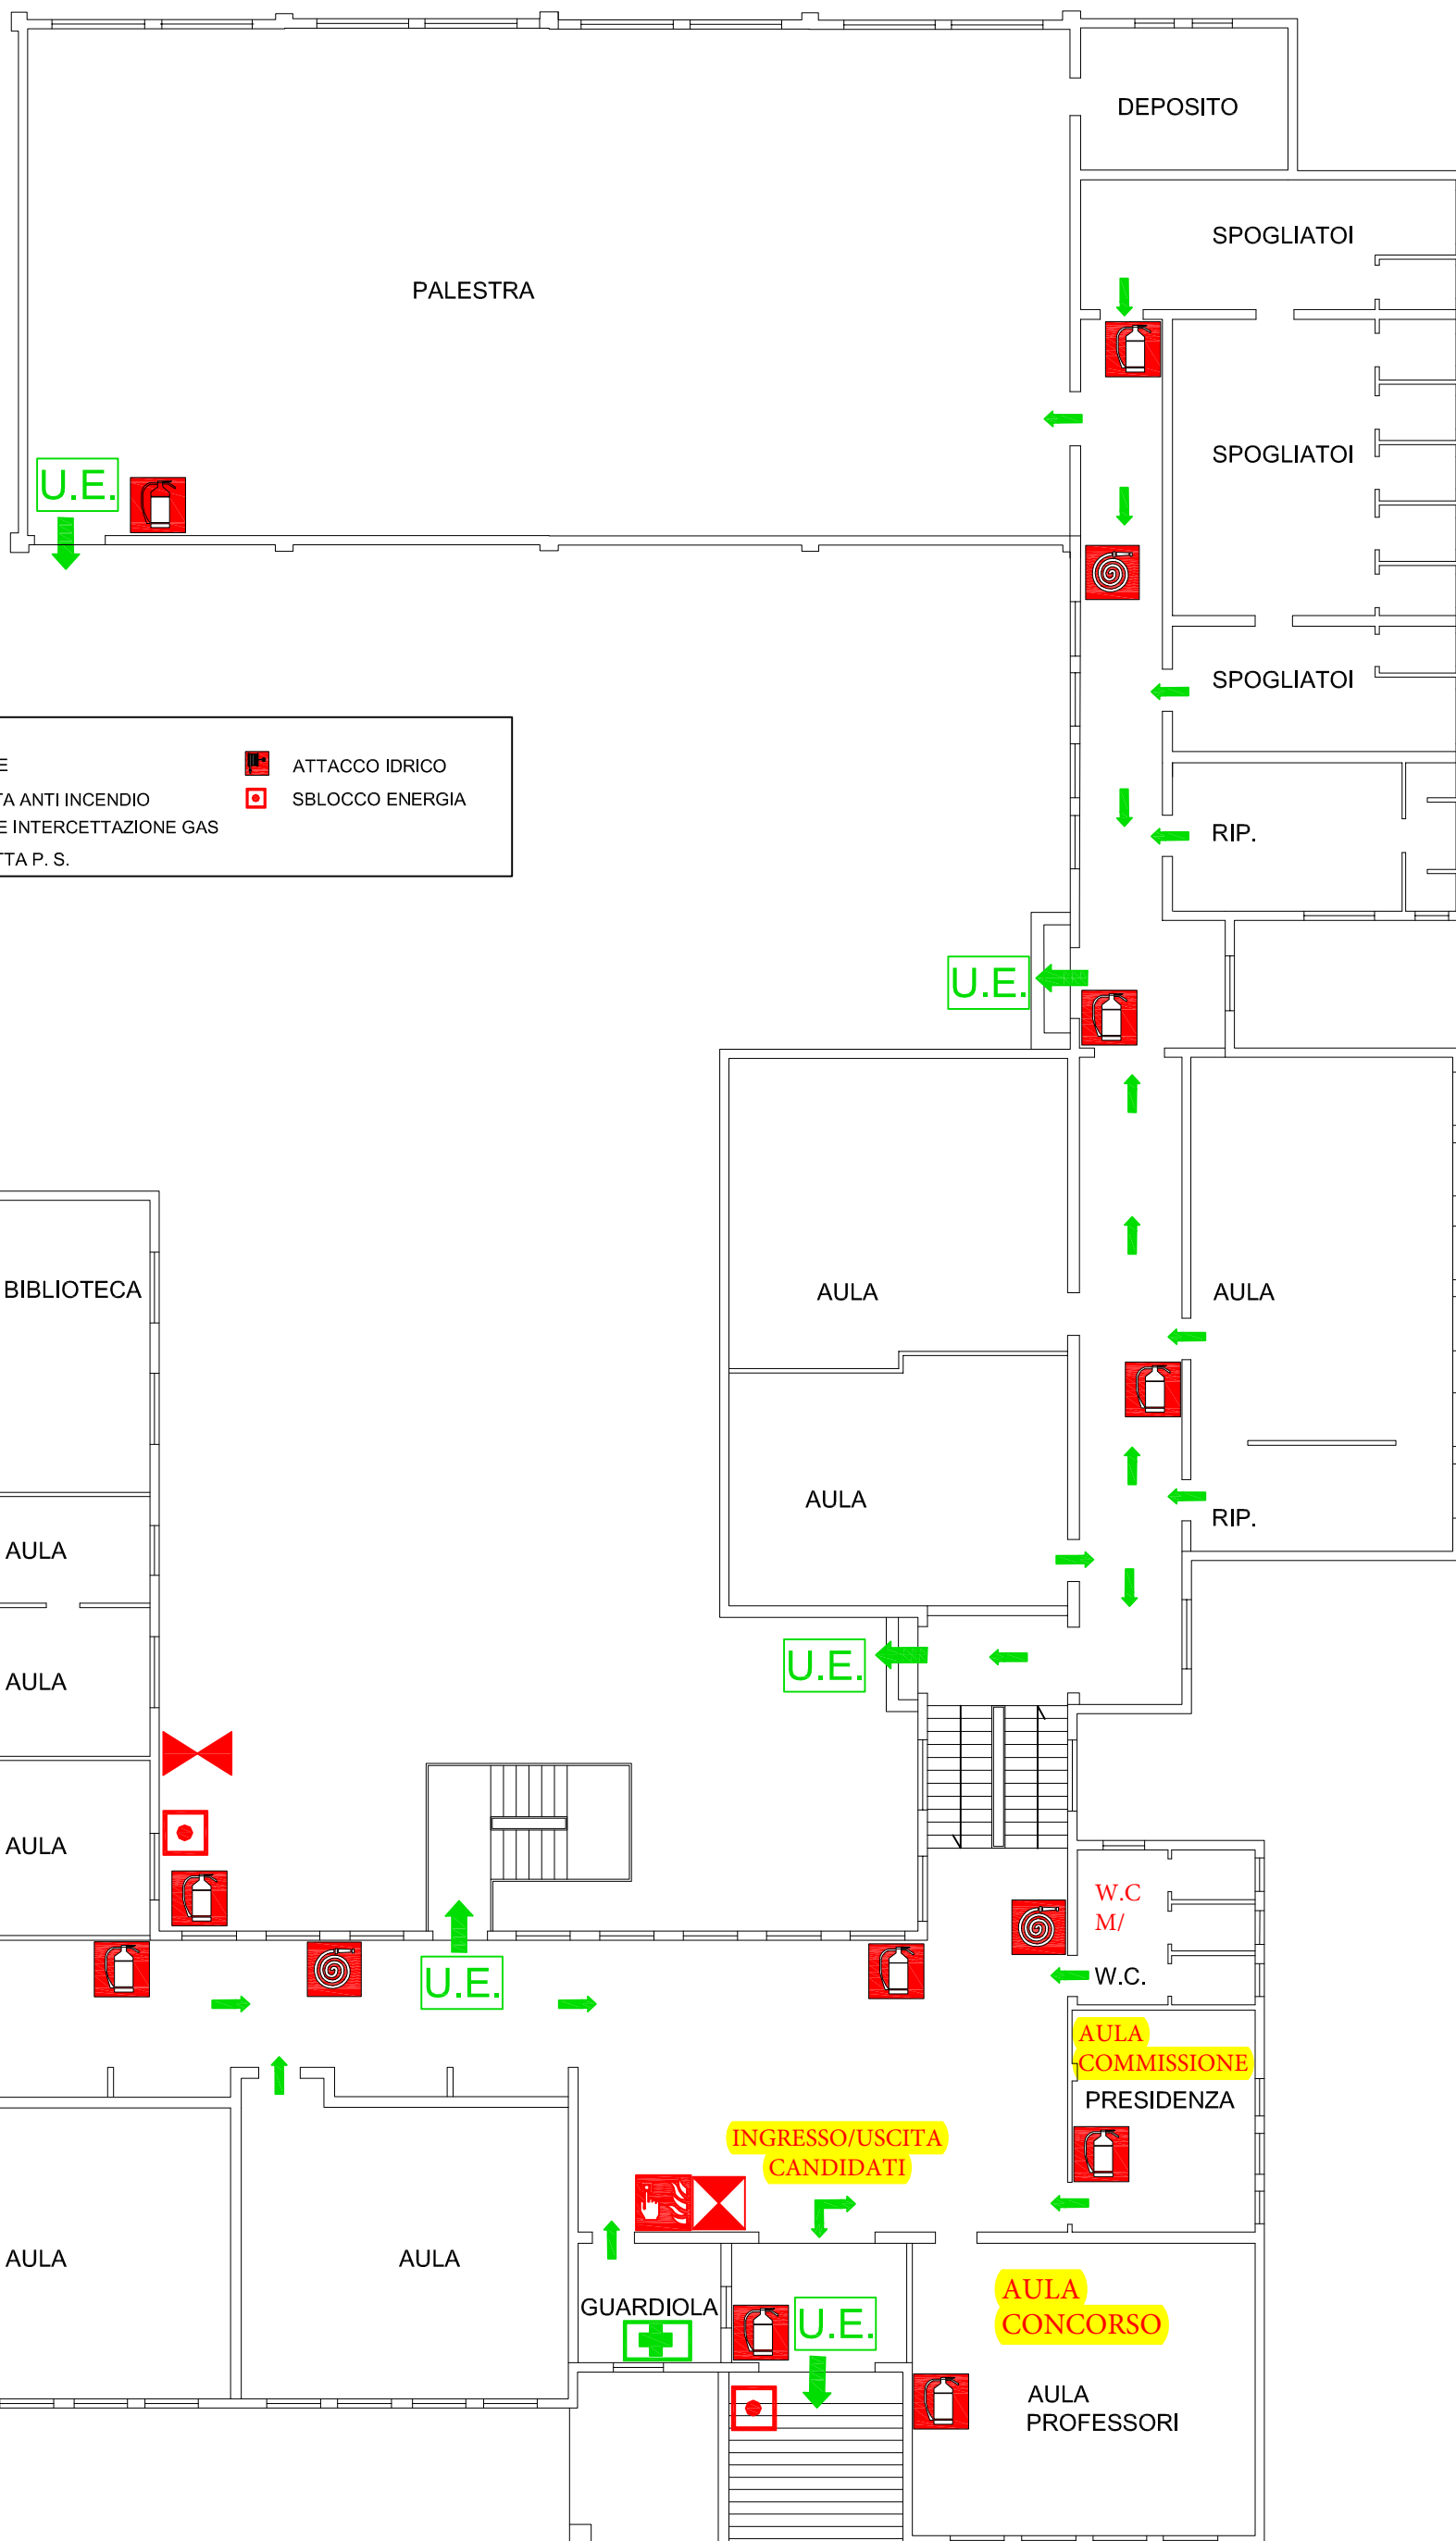 DEPOSITO
SPOGLIATOI
PALESTRA
SPOGLIATOI
U.E.
SPOGLIATOI
E
ATTACCO IDRICO
TA ANTI INCENDIO
SBLOCCO ENERGIA
E INTERCETTAZIONE GAS
TTA P. S.
RIP.
U.E.
BIBLIOTECA
AULA
AULA
AULA
RIP.
AULA
U.E.
AULA
AULA
W.C
M/
W.C.
U.E.
AULA
COMMISSIONE
PRESIDENZA
INGRESSO/USCITA
CANDIDATI
AULA
AULA
GUARDIOLA
U.E.
AULA
CONCORSO
AULA
PROFESSORI